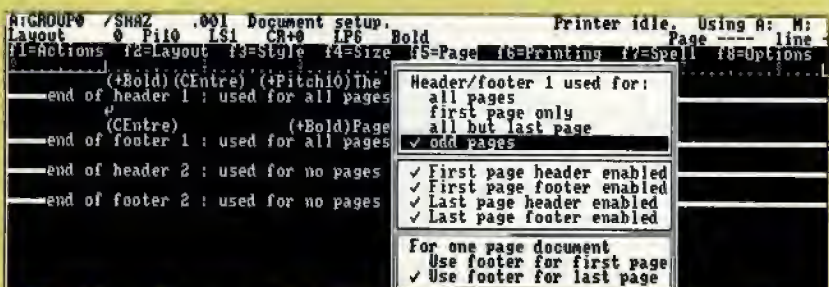 A:GROUP0 /SHAZ .001 Document setup. Printer idle. Using A: M:
Layout 0 Pi10 LS1 CR+0 LP6 Bold Page ---- line
f1=Actions f2=Layout f3=Style f4=Size f5=Page f6=Printing f7=Spell f8=Options
(+Bold)(CEntre) (+Pitch10)The
end of header 1 : used for all pages
(CEntre) (+Bold)Page
end of footer 1 : used for all pages
end of header 2 : used for no pages
end of footer 2 : used for no pages
Header/footer 1 used for:
all pages
first page only
all but last page
✓ odd pages
✓ First page header enabled
✓ First page footer enabled
✓ Last page header enabled
✓ Last page footer enabled
For one page document
Use footer for first page
✓ Use footer for last page